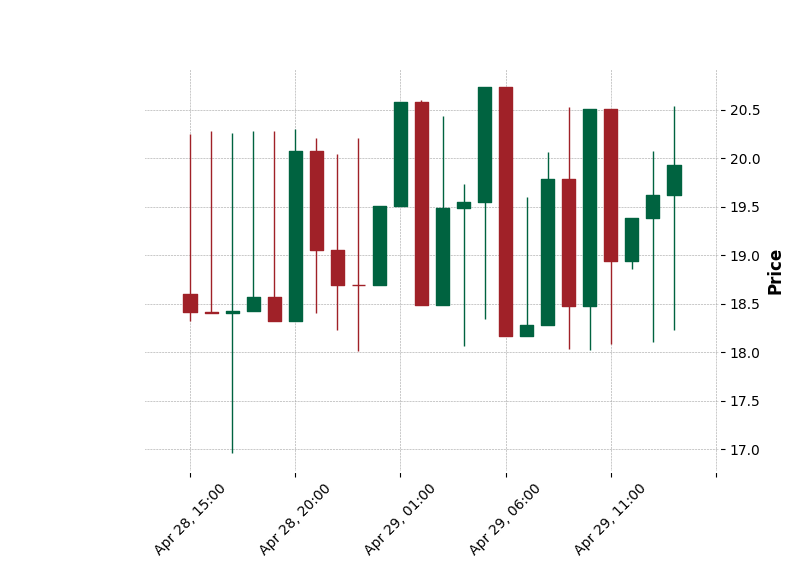 20.5
20.0
19.5
19.0
18.5
18.0
17.5
17.0
Price
Apr 28, 15:00
Apr 28, 20:00
Apr 29, 01:00
Apr 29, 06:00
Apr 29, 11:00